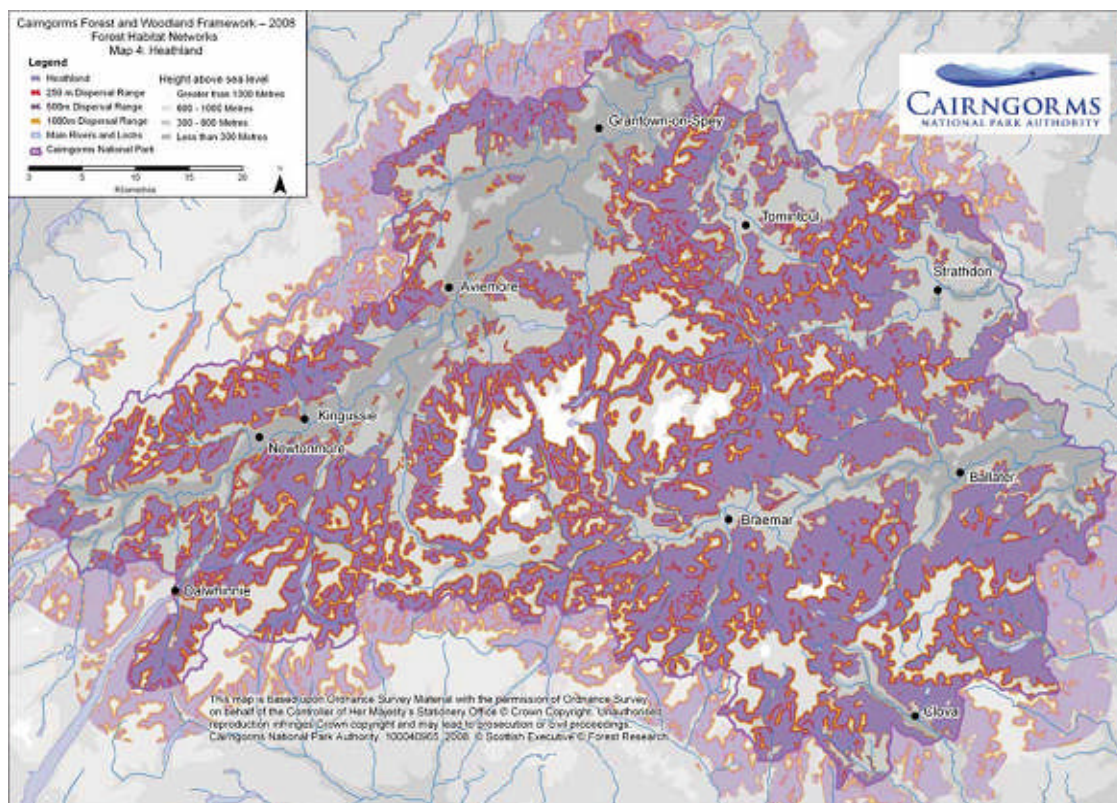 Cairngorms Forest and Woodland Framework – 2008
Forest Habitat Networks
Map 4: Heathland
Legend
Heathland
250 m Dispersal Range
500m Dispersal Range
1000m Dispersal Range
Main Rivers and Lochs
Cairngorms National Park
Height above sea level
Greater than 1000 Metres
600 - 1000 Metres
300 - 600 Metres
Less than 300 Metres
0 5 10 15 20
Kilometres
N
CAIRNGORMS
NATIONAL PARK AUTHORITY
Grantown-on-Spey
Tomintoul
Strathdon
Aviemore
Kingussie
Newtonmore
Ballater
Braemar
Dalwhinnie
Clova
This map is based upon Ordnance Survey Material with the permission of Ordnance Survey
on behalf of the Controller of Her Majesty's Stationery Office © Crown Copyright. Unauthorised
reproduction infringes Crown copyright and may lead to prosecution or civil proceedings.
Cairngorms National Park Authority. 100040965, 2008. © Scottish Executive © Forest Research